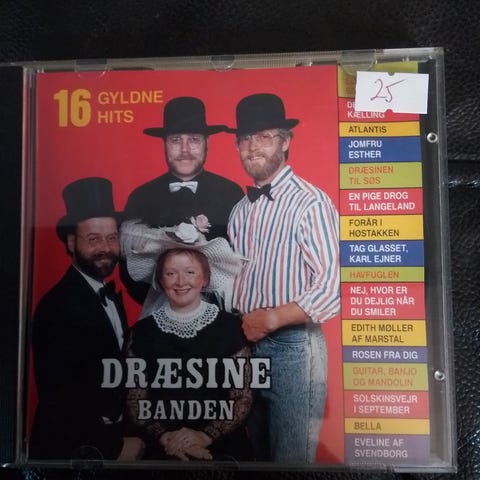 16 GYLDNE
HITS
25
KÆLLING
ATLANTIS
JOMFRU
ESTHER
DRÆSINEN
TIL SØS
EN PIGE DROG
TIL LANGELAND
FORÅR I
HØSTAKKEN
TAG GLASSET,
KARL EJNER
HAVFUGLEN
NEJ, HVOR ER
DU DEJLIG NÅR
DU SMILER
EDITH MØLLER
AF MARSTAL
ROSEN FRA DIG
GUITAR, BANJO
OG MANDOLIN
SOLSKINSVEJR
I SEPTEMBER
BELLA
EVELINE AF
SVENDBORG
DRÆSINE
BANDEN